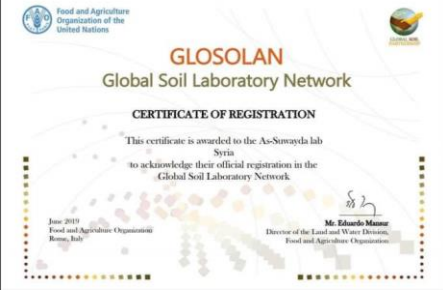 Food and Agriculture
Organization of the
United Nations
GLOBAL SOIL
PARTNERSHIP
GLOSOLAN
Global Soil Laboratory Network
CERTIFICATE OF REGISTRATION
This certificate is awarded to the As-Suwayda lab
Syria
to acknowledge their official registration in the
Global Soil Laboratory Network
June 2019
Food and Agriculture Organization
Rome, Italy
Mr. Eduardo Mansur
Director of the Land and Water Division,
Food and Agriculture Organization